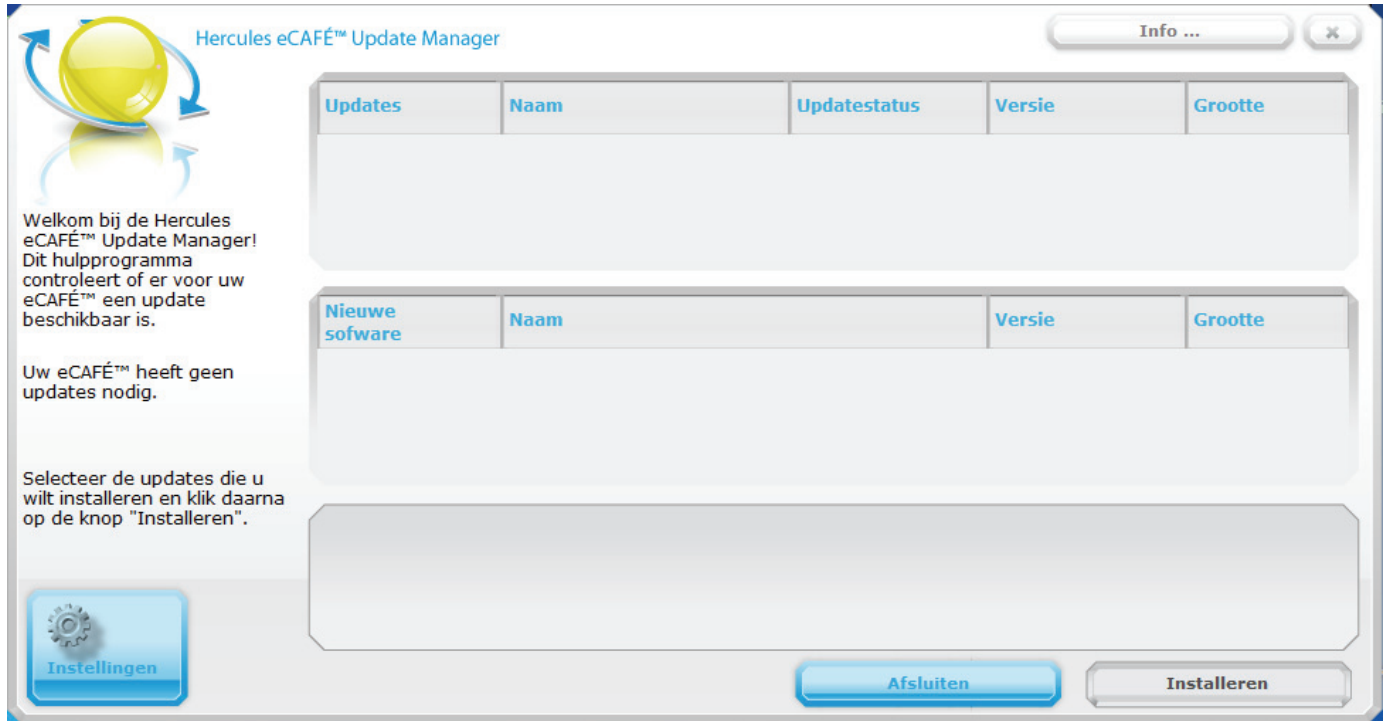 Hercules eCAFÉ™ Update Manager
Info ...
Updates
Naam
Updatestatus
Versie
Grootte
Welkom bij de Hercules
eCAFÉ™ Update Manager!
Dit hulpprogramma
controleert of er voor uw
eCAFÉ™ een update
beschikbaar is.
Nieuwe
sofware
Naam
Versie
Grootte
Uw eCAFÉ™ heeft geen
updates nodig.
Selecteer de updates die u
wilt installeren en klik daarna
op de knop "Installeren".
Instellingen
Afsluiten
Installeren